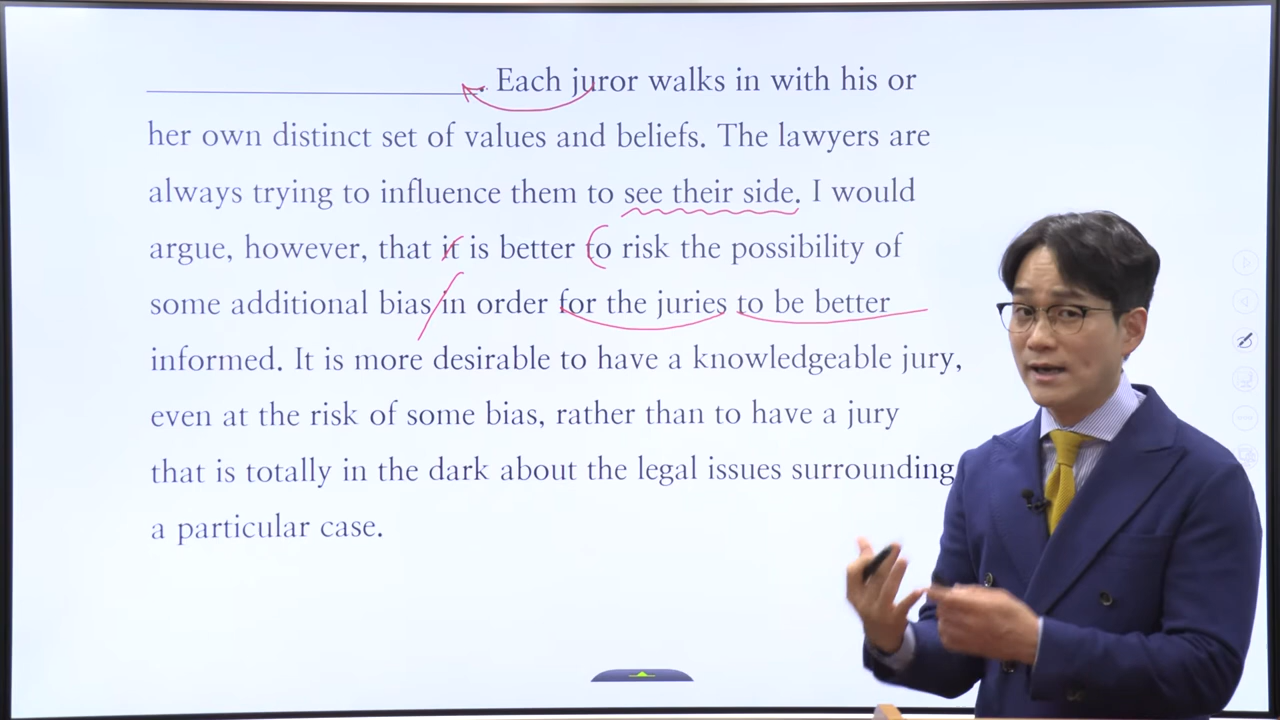 Each juror walks in with his or
her own distinct set of values and beliefs. The lawyers are
always trying to influence them to see their side. I would
argue, however, that it is better to risk the possibility of
some additional bias in order for the juries to be better
informed. It is more desirable to have a knowledgeable jury,
even at the risk of some bias, rather than to have a jury
that is totally in the dark about the legal issues surrounding
a particular case.